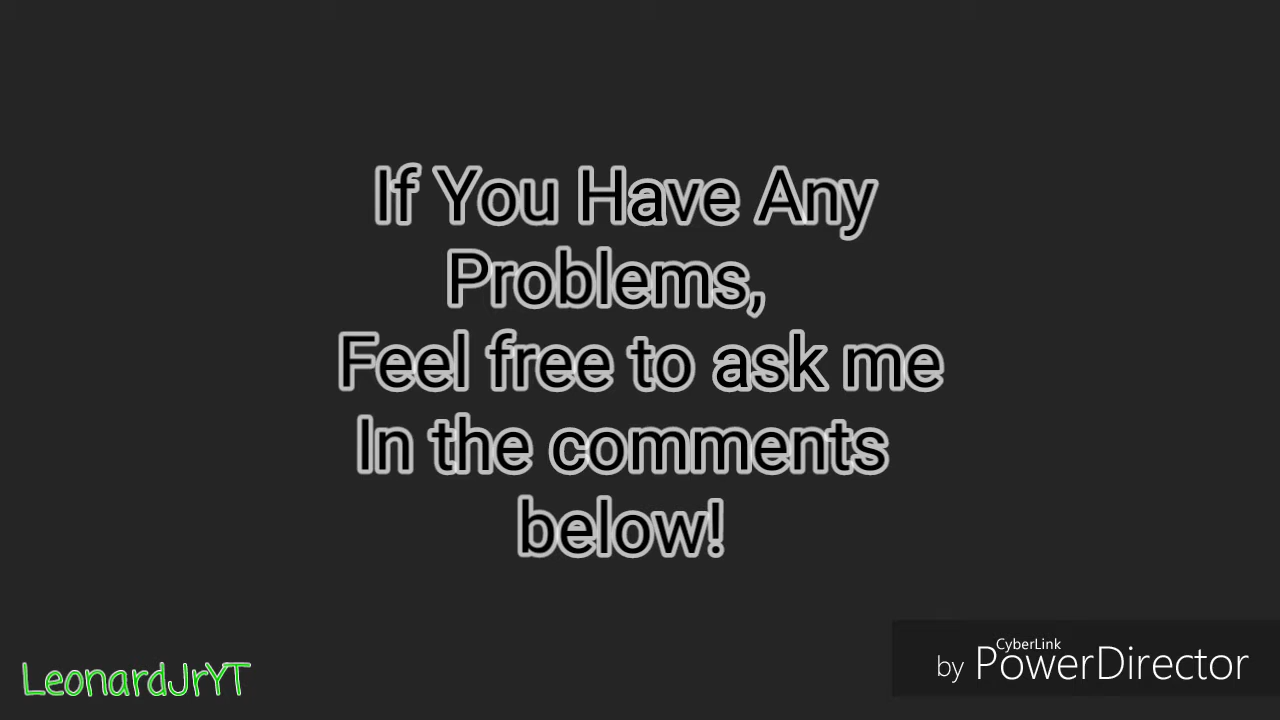 If You Have Any
Problems,
Feel free to ask me
In the comments
below!
LeonardJrYT
CyberLink
by PowerDirector